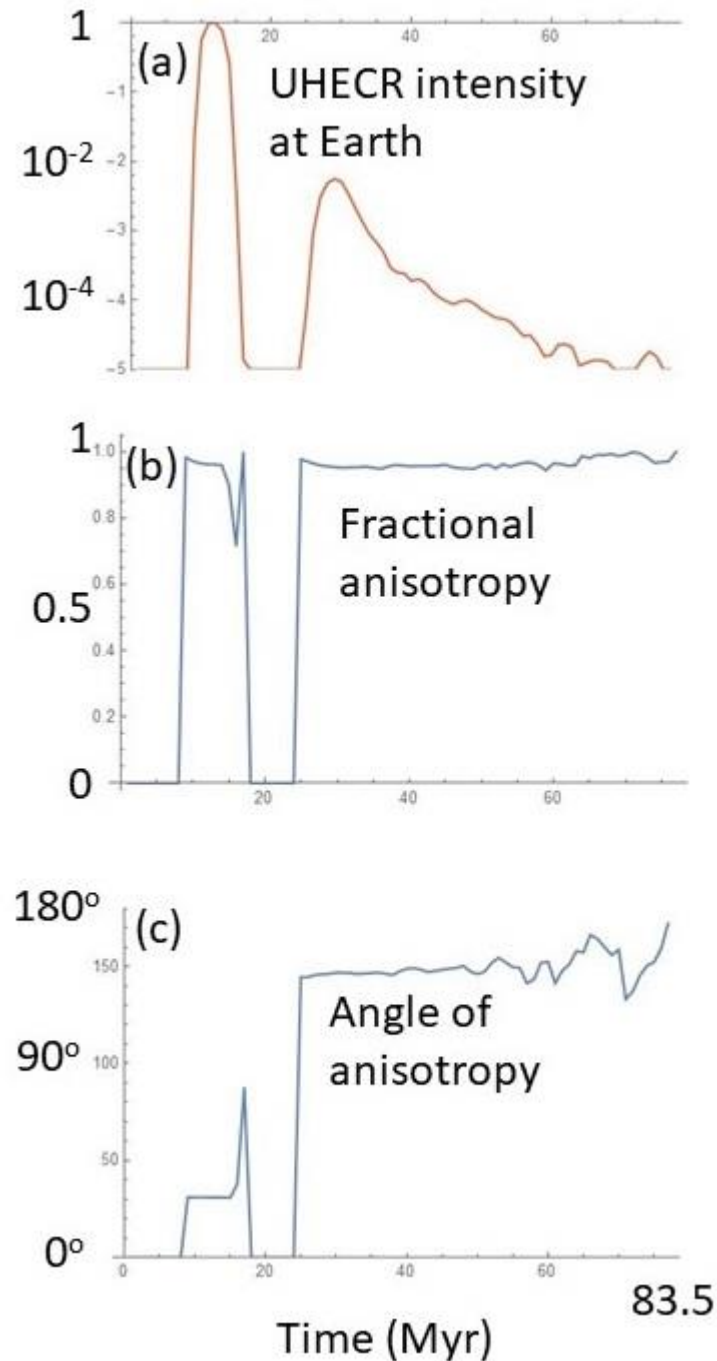 1
20
40
60
(a)
UHECR intensity
at Earth
-1
10-2
-2
-3
10-4
-4
-5
1
1.0
(b)
0.8
Fractional
anisotropy
0.6
0.5
0.4
0.2
0
20
40
60
180o
(c)
150
Angle of
anisotropy
90o
100
50
0o
0
20
40
60
83.5
Time (Myr)